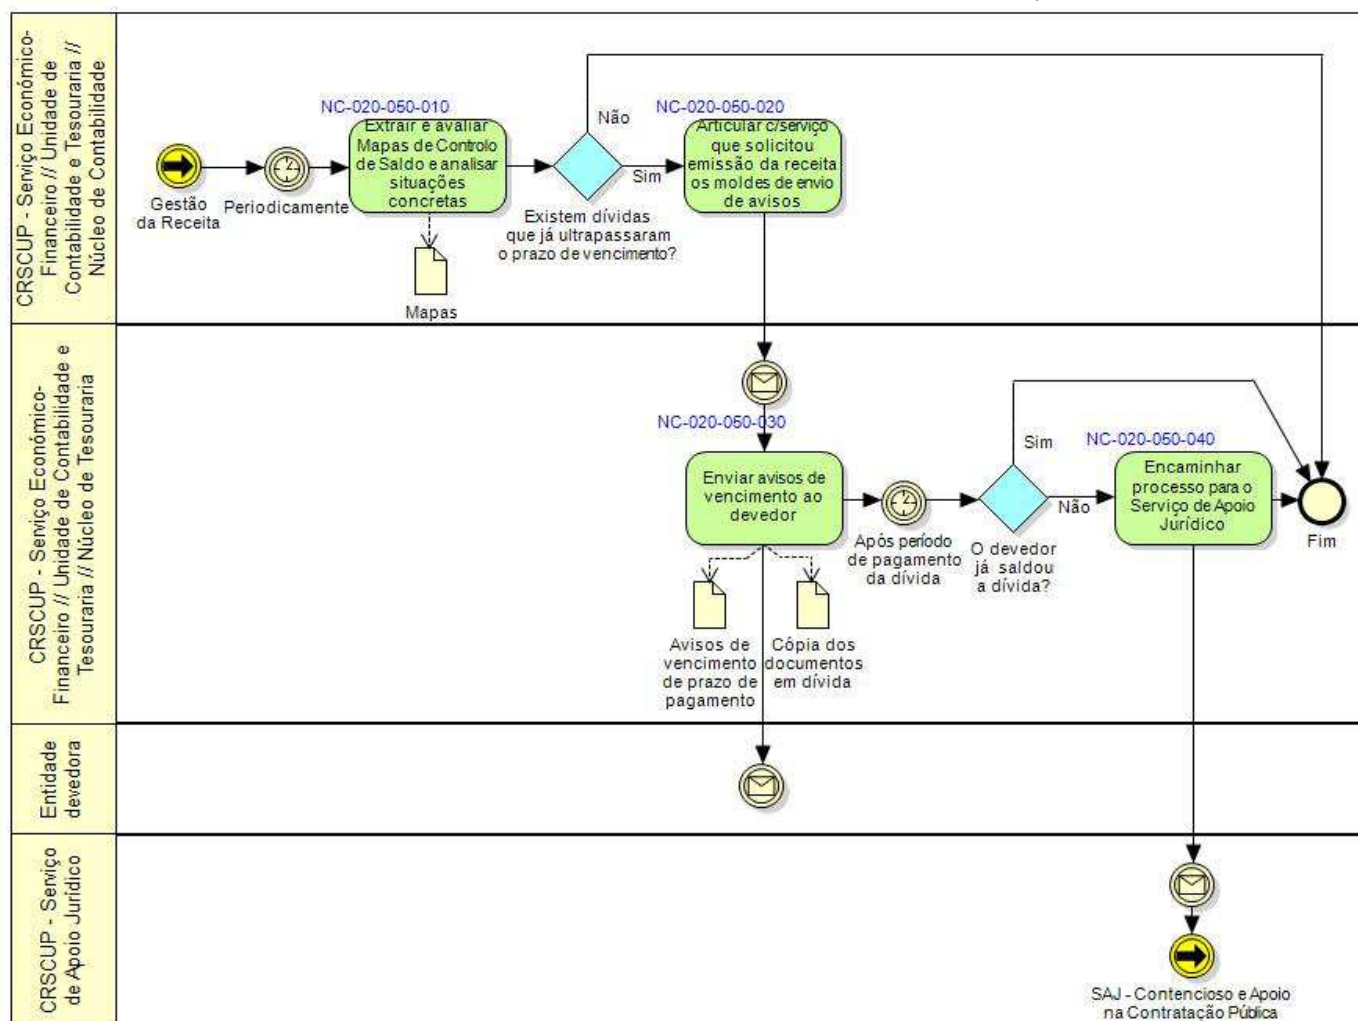 CRSCUP - Serviço Económico-
Financeiro // Unidade de
Contabilidade e Tesouraria //
Núcleo de Contabilidade
Gestão
da Receita
Periodicamente
NC-020-050-010
Extrair e avaliar
Mapas de Controlo
de Saldo e analisar
situações
concretas
Mapas
Não
Sim
Existem dívidas
que já ultrapassaram
o prazo de vencimento?
NC-020-050-020
Articular c/serviço
que solicitou
emissão da receita
os moldes de envio
de avisos
CRSCUP - Serviço Económico-
Financeiro // Unidade de Contabilidade e
Tesouraria // Núcleo de Tesouraria
NC-020-050-030
Enviar avisos de
vencimento ao
devedor
Avisos de
vencimento
de prazo de
pagamento
Cópia dos
documentos
em dívida
Após período
de pagamento
da dívida
Sim
Não
O devedor
já saldou
a dívida?
NC-020-050-040
Encaminhar
processo para o
Serviço de Apoio
Jurídico
Fim
Entidade
devedora
CRSCUP - Serviço
de Apoio Jurídico
SAJ - Contencioso e Apoio
na Contratação Pública